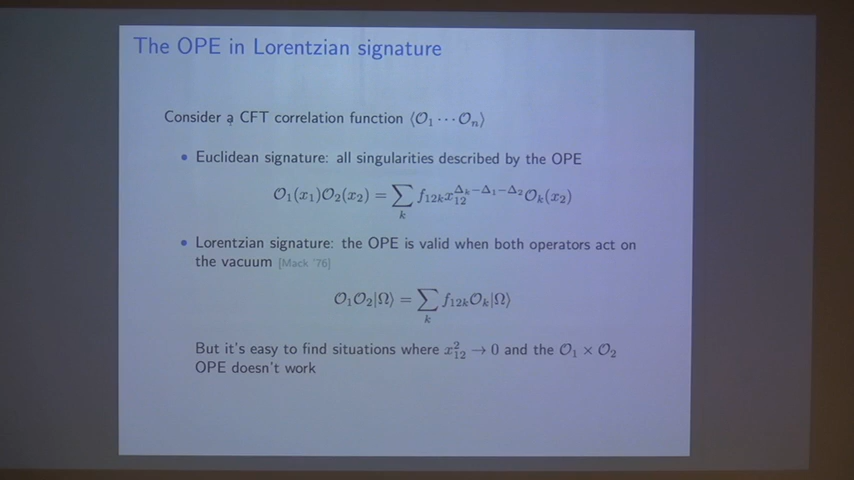 The OPE in Lorentzian signature
Consider a CFT correlation function ⟨𝒪₁ ⋯ 𝒪ₙ⟩
• Euclidean signature: all singularities described by the OPE
𝒪₁(x₁)𝒪₂(x₂) = ∑_k f₁₂ₖ x₁₂^{Δₖ−Δ₁−Δ₂} 𝒪ₖ(x₂)
• Lorentzian signature: the OPE is valid when both operators act on
the vacuum [Mack '76]
𝒪₁𝒪₂|Ω⟩ = ∑_k f₁₂ₖ𝒪ₖ|Ω⟩
But it's easy to find situations where x₁₂² → 0 and the 𝒪₁ × 𝒪₂
OPE doesn't work